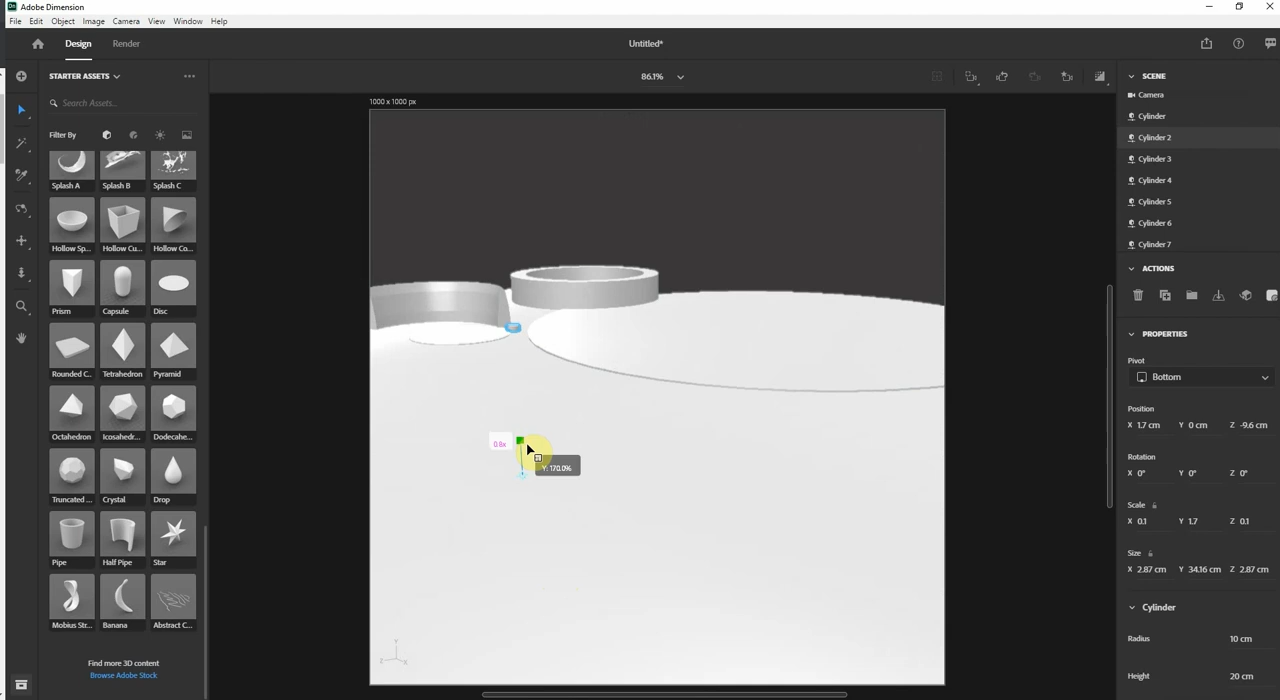 Adobe Dimension
File Edit Object Image Camera View Window Help
Design Render Untitled*
STARTER ASSETS
86.1%
Search Assets...
1000 x 1000 px
Filter By
Splash A Splash B Splash C
Hollow Sp... Hollow Cu... Hollow Co...
Prism Capsule Disc
Rounded C... Tetrahedron Pyramid
Octahedron Icosahedr... Dodecahe...
Truncated ... Crystal Drop
Pipe Half Pipe Star
Mobius Str... Banana Abstract C...
Find more 3D content
Browse Adobe Stock
0.8x
Y: 170.0%
SCENE
Camera
Cylinder
Cylinder 2
Cylinder 3
Cylinder 4
Cylinder 5
Cylinder 6
Cylinder 7
ACTIONS
PROPERTIES
Pivot
Bottom
Position
X 1.7 cm Y 0 cm Z -9.6 cm
Rotation
X 0° Y 0° Z 0°
Scale
X 0.1 Y 1.7 Z 0.1
Size
X 2.87 cm Y 34.16 cm Z 2.87 cm
Cylinder
Radius 10 cm
Height 20 cm